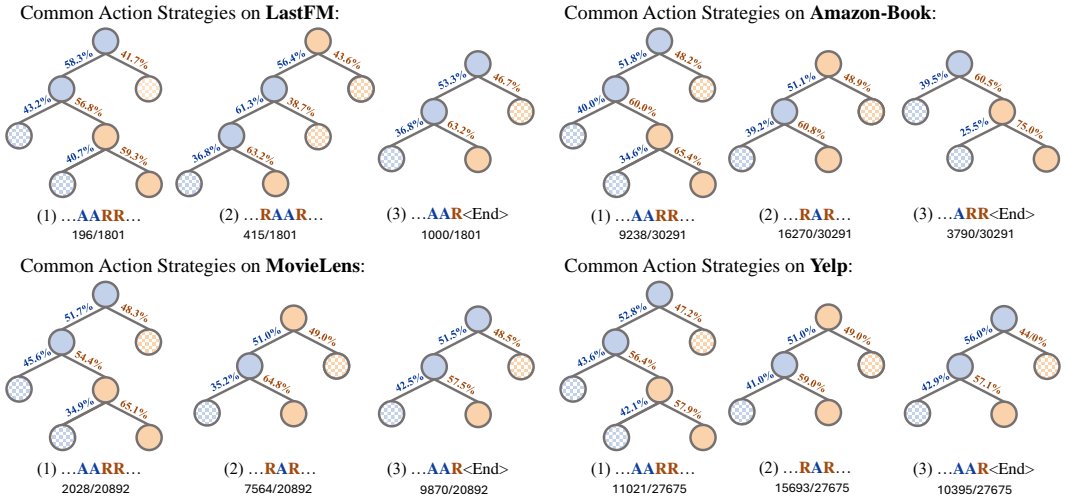 Common Action Strategies on LastFM:
58.3% 41.7%
43.2% 56.8%
40.7% 59.3%
(1) ...AARR...
196/1801
56.4% 43.6%
61.3% 38.7%
36.8% 63.2%
(2) ...RAAR...
415/1801
53.3% 46.7%
36.8% 63.2%
(3) ...AAR<End>
1000/1801
Common Action Strategies on Amazon-Book:
51.8% 48.2%
40.0% 60.0%
34.6% 65.4%
(1) ...AARR...
9238/30291
51.1% 48.9%
39.2% 60.8%
(2) ...RAR...
16270/30291
39.5% 60.5%
25.5% 75.0%
(3) ...ARR<End>
3790/30291
Common Action Strategies on MovieLens:
51.7% 48.3%
45.6% 54.4%
34.9% 65.1%
(1) ...AARR...
2028/20892
51.0% 49.0%
35.2% 64.8%
(2) ...RAR...
7564/20892
51.5% 48.5%
42.5% 57.5%
(3) ...AAR<End>
9870/20892
Common Action Strategies on Yelp:
52.8% 47.2%
43.6% 56.4%
42.1% 57.9%
(1) ...AARR...
11021/27675
51.0% 49.0%
41.0% 59.0%
(2) ...RAR...
15693/27675
56.0% 44/0%
42.9% 57.1%
(3) ...AAR<End>
10395/27675